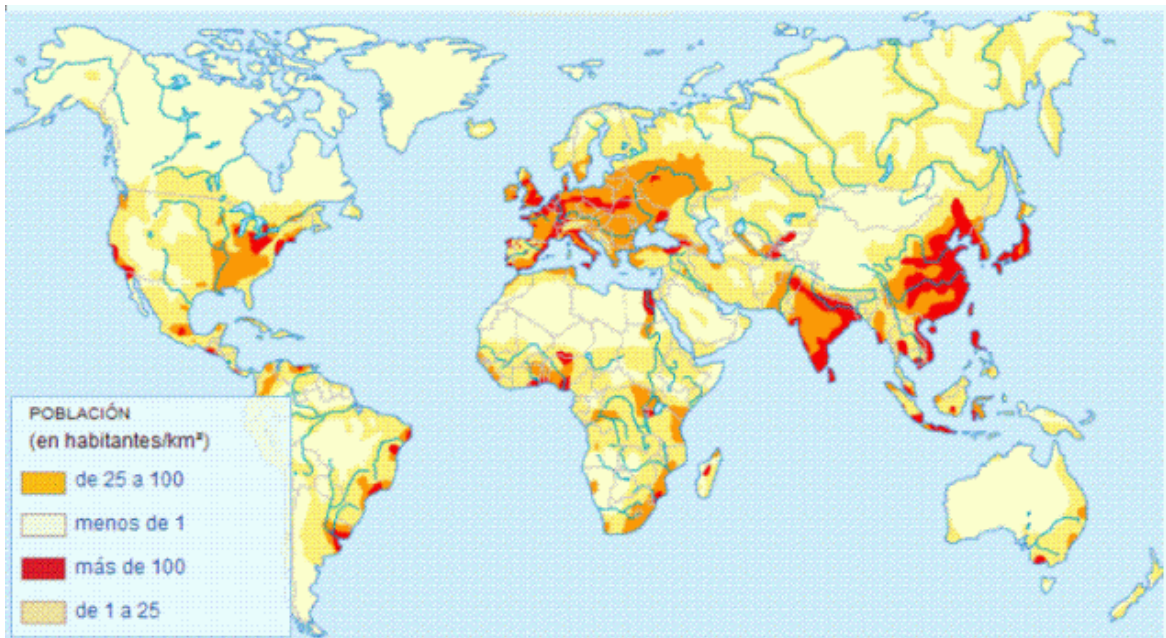 POBLACIÓN
(en habitantes/km²)
de 25 a 100
menos de 1
más de 100
de 1 a 25